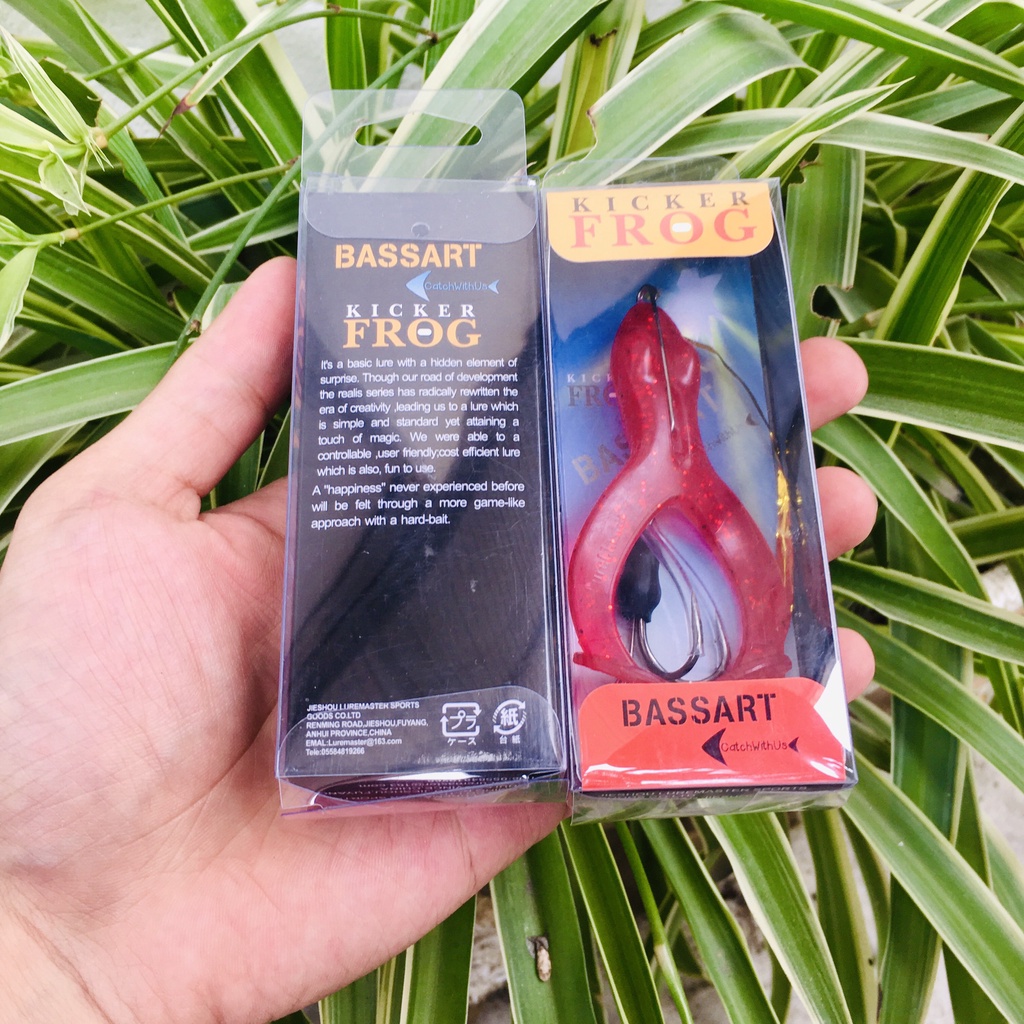 BASSART
CatchWithUs
KICKER
FROG
It's a basic lure with a hidden element of
surprise. Though our road of development
the realis series has radically rewritten the
era of creativity ,leading us to a lure which
is simple and standard yet attaining a
touch of magic. We were able to a
controllable ,user friendly;cost efficient lure
which is also, fun to use.
A "happiness" never experienced before
will be felt through a more game-like
approach with a hard-bait.
JIESHOU LUREMASTER SPORTS
GOODS CO.LTD
RENMING ROAD,JIESHOU,FUYANG,
ANHUI PROVINCE,CHINA
EMAL:Luremaster@163.com
Tele:05584819266
プラ
ケース
紙
台紙
KICKER
FROG
BASSART
CatchWithUs